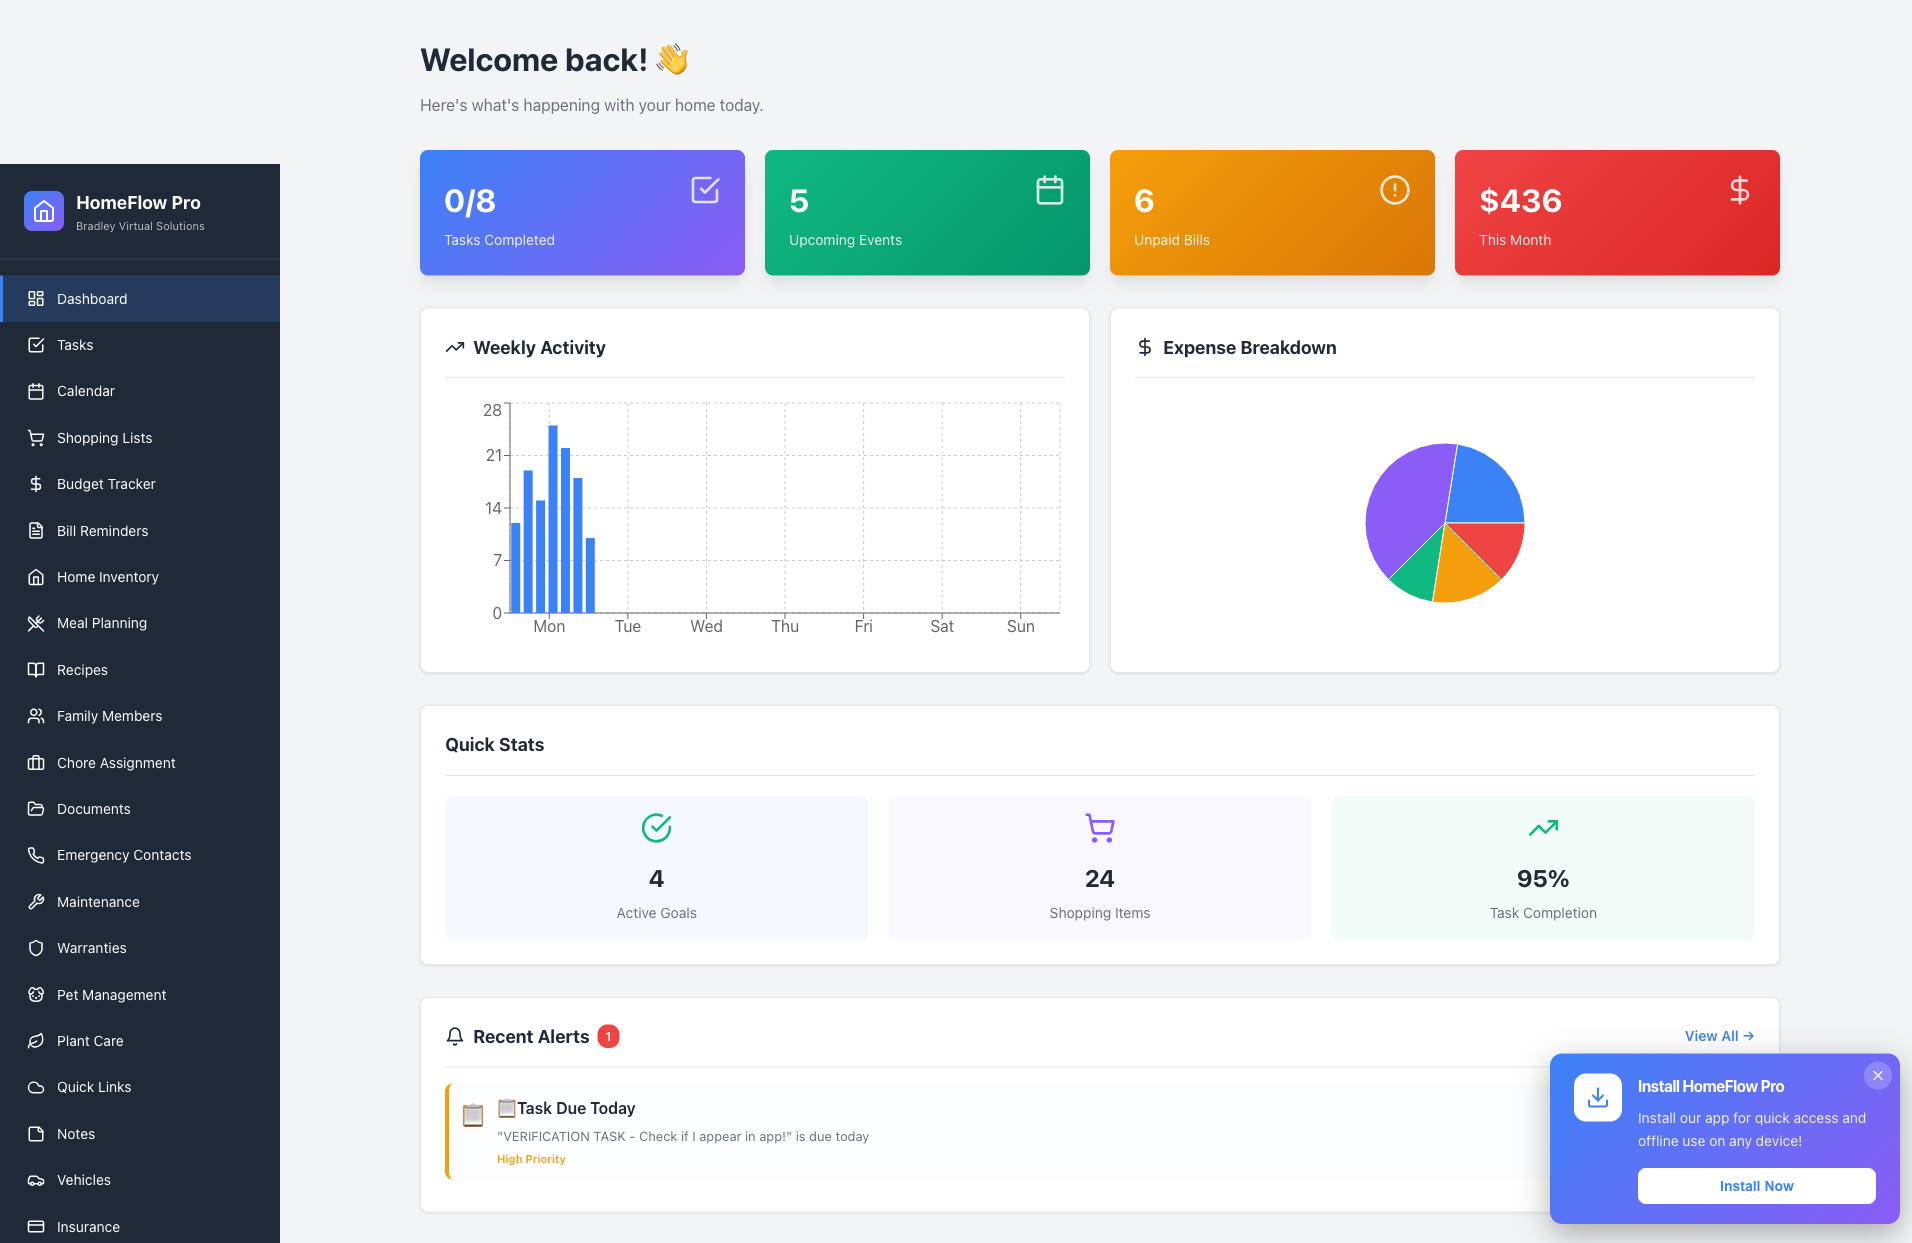 Welcome back! 👋
Here's what's happening with your home today.
HomeFlow Pro
Bradley Virtual Solutions
Dashboard
Tasks
Calendar
Shopping Lists
Budget Tracker
Bill Reminders
Home Inventory
Meal Planning
Recipes
Family Members
Chore Assignment
Documents
Emergency Contacts
Maintenance
Warranties
Pet Management
Plant Care
Quick Links
Notes
Vehicles
Insurance
0/8
Tasks Completed
5
Upcoming Events
6
Unpaid Bills
$436
This Month
Weekly Activity
28
21
14
7
0
Mon Tue Wed Thu Fri Sat Sun
Expense Breakdown
Quick Stats
4
Active Goals
24
Shopping Items
95%
Task Completion
Recent Alerts 1
View All →
📋Task Due Today
"VERIFICATION TASK - Check if I appear in app!" is due today
High Priority
Install HomeFlow Pro
Install our app for quick access and
offline use on any device!
Install Now